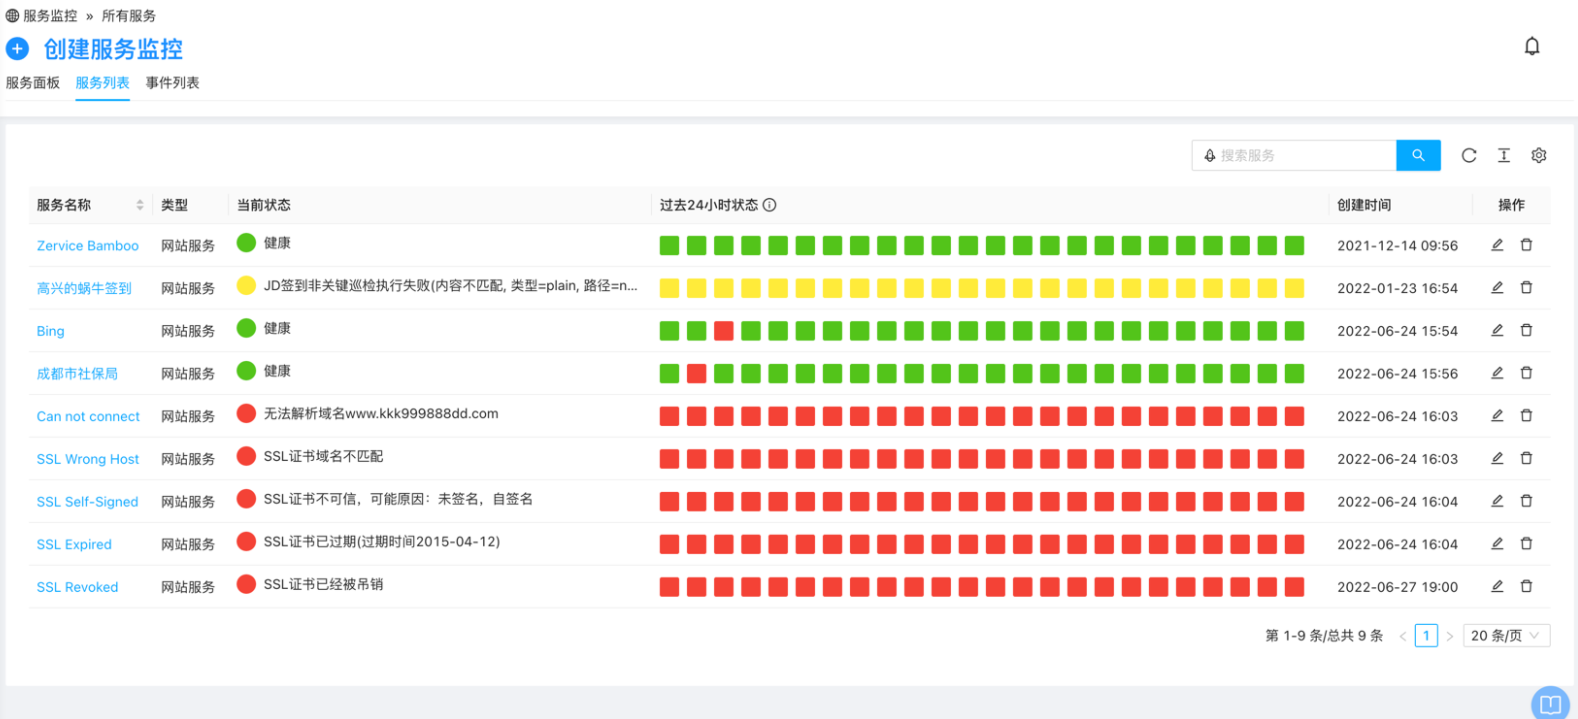 服务监控 » 所有服务
创建服务监控
服务面板 服务列表 事件列表
搜索服务
服务名称 类型 当前状态 过去24小时状态 创建时间 操作
Zervice Bamboo 网站服务 健康 2021-12-14 09:56
高兴的蜗牛签到 网站服务 JD签到非关键巡检执行失败(内容不匹配, 类型=plain, 路径=n... 2022-01-23 16:54
Bing 网站服务 健康 2022-06-24 15:54
成都市社保局 网站服务 健康 2022-06-24 15:56
Can not connect 网站服务 无法解析域名www.kkk999888dd.com 2022-06-24 16:03
SSL Wrong Host 网站服务 SSL证书域名不匹配 2022-06-24 16:03
SSL Self-Signed 网站服务 SSL证书不可信，可能原因：未签名，自签名 2022-06-24 16:04
SSL Expired 网站服务 SSL证书已过期(过期时间2015-04-12) 2022-06-24 16:04
SSL Revoked 网站服务 SSL证书已经被吊销 2022-06-27 19:00
第 1-9 条/总共 9 条 < 1 > 20 条/页